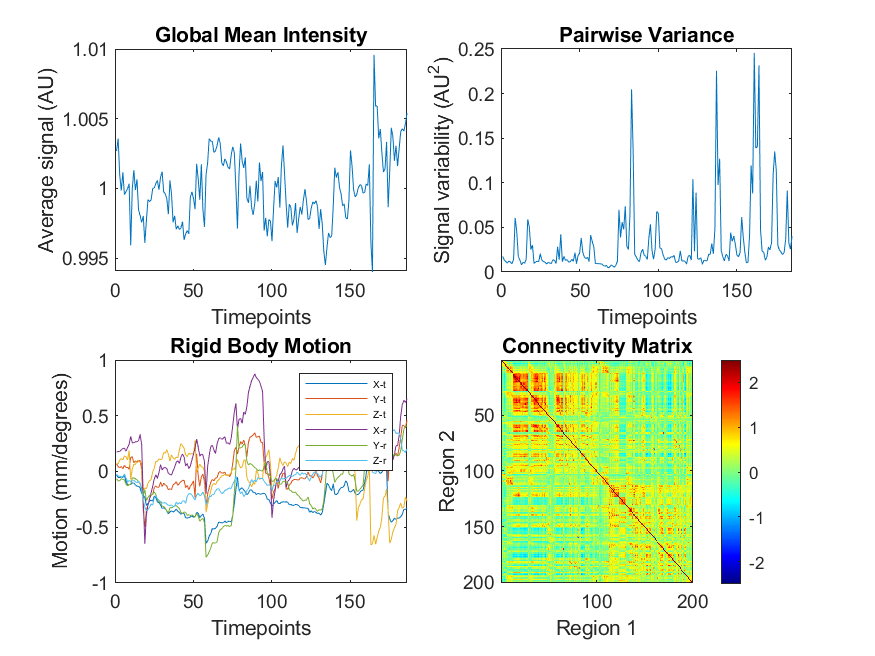 Global Mean Intensity
Average signal (AU)
1.01
1.005
1
0.995
0
50
100
150
Timepoints
Pairwise Variance
Signal variability (AU²)
0.25
0.2
0.15
0.1
0.05
0
0
50
100
150
Timepoints
Rigid Body Motion
Motion (mm/degrees)
1
0.5
0
-0.5
-1
0
50
100
150
Timepoints
X-t
Y-t
Z-t
X-r
Y-r
Z-r
Connectivity Matrix
Region 2
50
100
150
200
100
200
Region 1
2
1
0
-1
-2